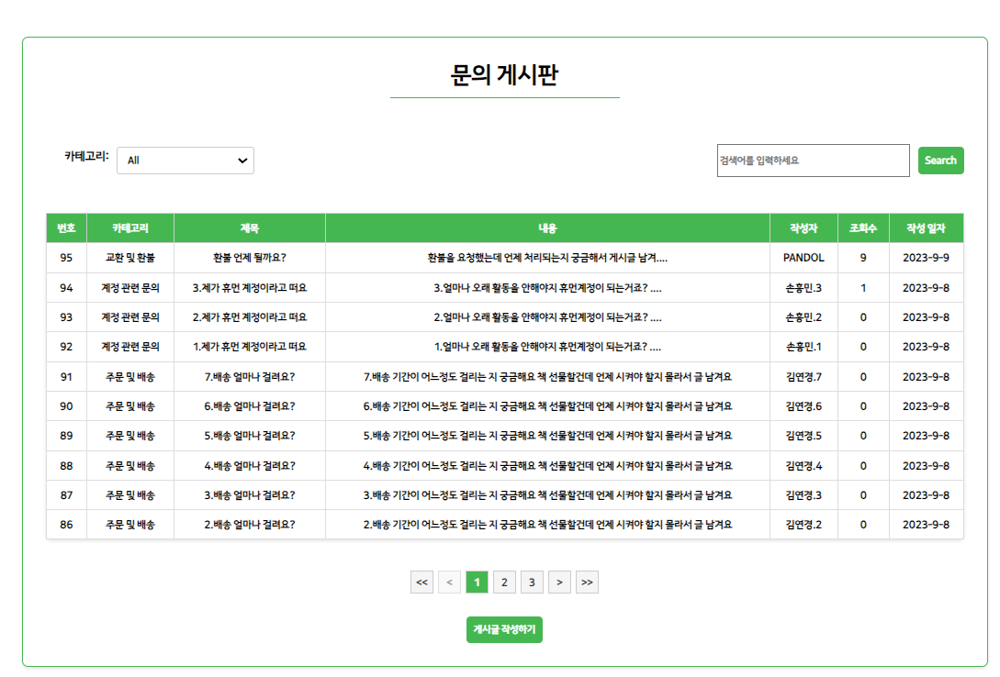 문의 게시판
카테고리: All 검색어를 입력하세요 Search
번호 카테고리 제목 내용 작성자 조회수 작성 일자
95 교환 및 환불 환불 언제 될까요? 환불을 요청했는데 언제 처리되는지 궁금해서 게시글 남겨.... PANDOL 9 2023-9-9
94 계정 관련 문의 3.제가 휴먼 계정이라고 떠요 3.얼마나 오래 활동을 안해야지 휴먼계정이 되는거죠? .... 손흥민.3 1 2023-9-8
93 계정 관련 문의 2.제가 휴먼 계정이라고 떠요 2.얼마나 오래 활동을 안해야지 휴먼계정이 되는거죠? .... 손흥민.2 0 2023-9-8
92 계정 관련 문의 1.제가 휴먼 계정이라고 떠요 1.얼마나 오래 활동을 안해야지 휴먼계정이 되는거죠? .... 손흥민.1 0 2023-9-8
91 주문 및 배송 7.배송 얼마나 걸려요? 7.배송 기간이 어느정도 걸리는 지 궁금해요 책 선물할건데 언제 시켜야 할지 몰라서 글 남겨요 김연경.7 0 2023-9-8
90 주문 및 배송 6.배송 얼마나 걸려요? 6.배송 기간이 어느정도 걸리는 지 궁금해요 책 선물할건데 언제 시켜야 할지 몰라서 글 남겨요 김연경.6 0 2023-9-8
89 주문 및 배송 5.배송 얼마나 걸려요? 5.배송 기간이 어느정도 걸리는 지 궁금해요 책 선물할건데 언제 시켜야 할지 몰라서 글 남겨요 김연경.5 0 2023-9-8
88 주문 및 배송 4.배송 얼마나 걸려요? 4.배송 기간이 어느정도 걸리는 지 궁금해요 책 선물할건데 언제 시켜야 할지 몰라서 글 남겨요 김연경.4 0 2023-9-8
87 주문 및 배송 3.배송 얼마나 걸려요? 3.배송 기간이 어느정도 걸리는 지 궁금해요 책 선물할건데 언제 시켜야 할지 몰라서 글 남겨요 김연경.3 0 2023-9-8
86 주문 및 배송 2.배송 얼마나 걸려요? 2.배송 기간이 어느정도 걸리는 지 궁금해요 책 선물할건데 언제 시켜야 할지 몰라서 글 남겨요 김연경.2 0 2023-9-8
<< < 1 2 3 > >>
게시글 작성하기